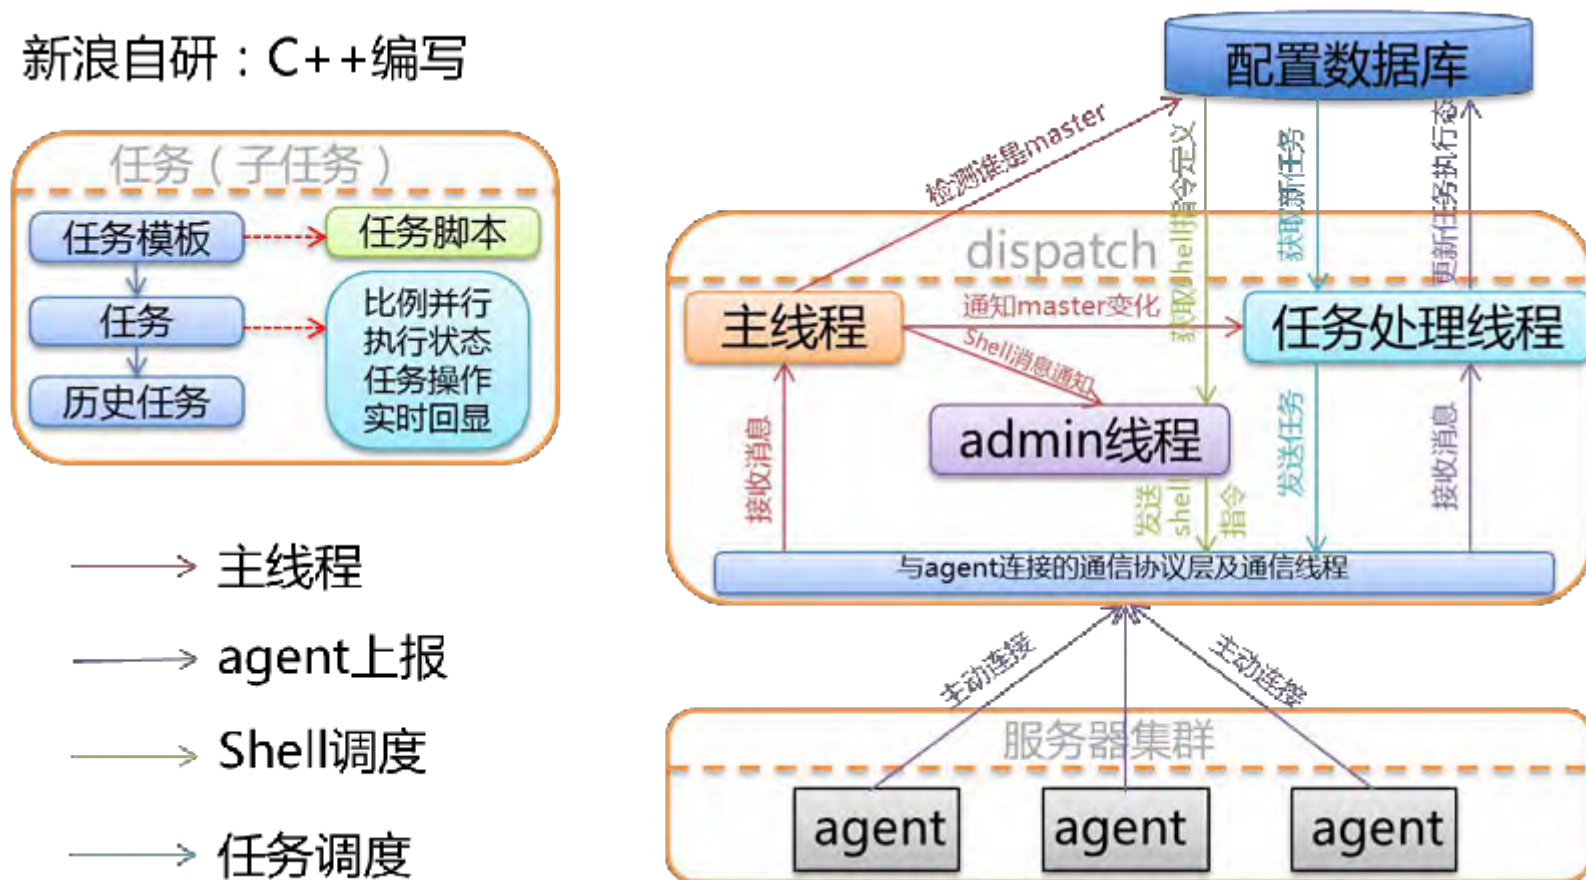 新浪自研：C++编写
任务（子任务）
任务模板
任务脚本
任务
历史任务
比例并行
执行状态
任务操作
实时回显
主线程
agent上报
Shell调度
任务调度
配置数据库
检测谁是master
获取shell指令定义
获取新任务
更新任务执行态
dispatch
主线程
通知master变化
Shell消息通知
任务处理线程
admin线程
接收消息
发送
shell
指令
发送任务
接收消息
与agent连接的通信协议层及通信线程
主动连接
主动连接
服务器集群
agent
agent
agent